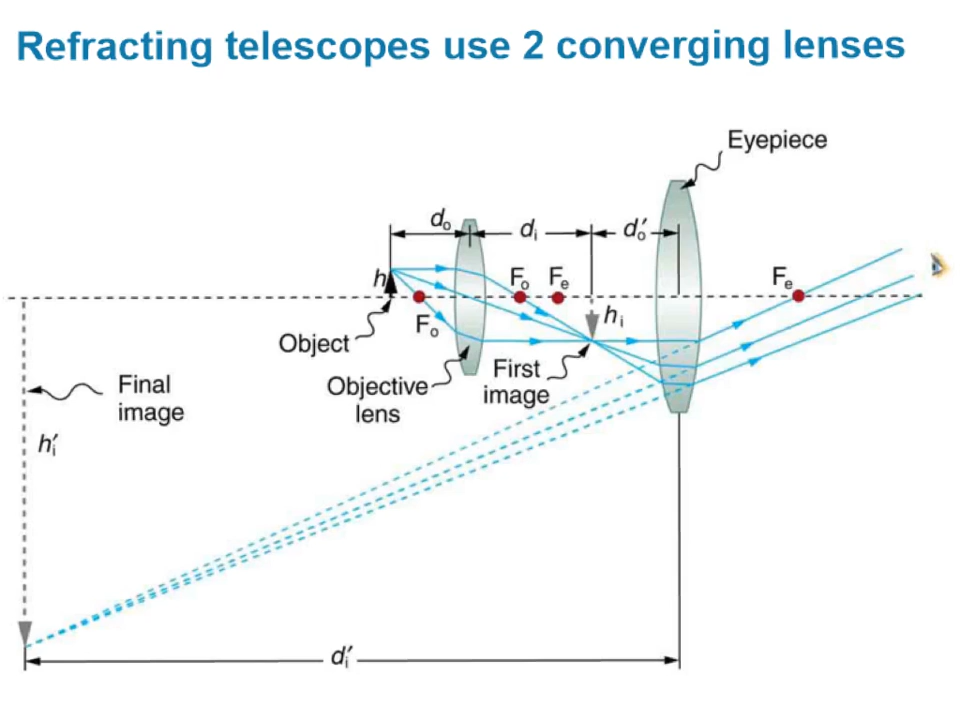 Refracting telescopes use 2 converging lenses
Eyepiece
dₒ
dᵢ
dₒ′
h
Fₒ
Fₑ
Fₑ
Fₒ
hᵢ
Object
Objective
lens
First
image
Final
image
hᵢ′
dᵢ′